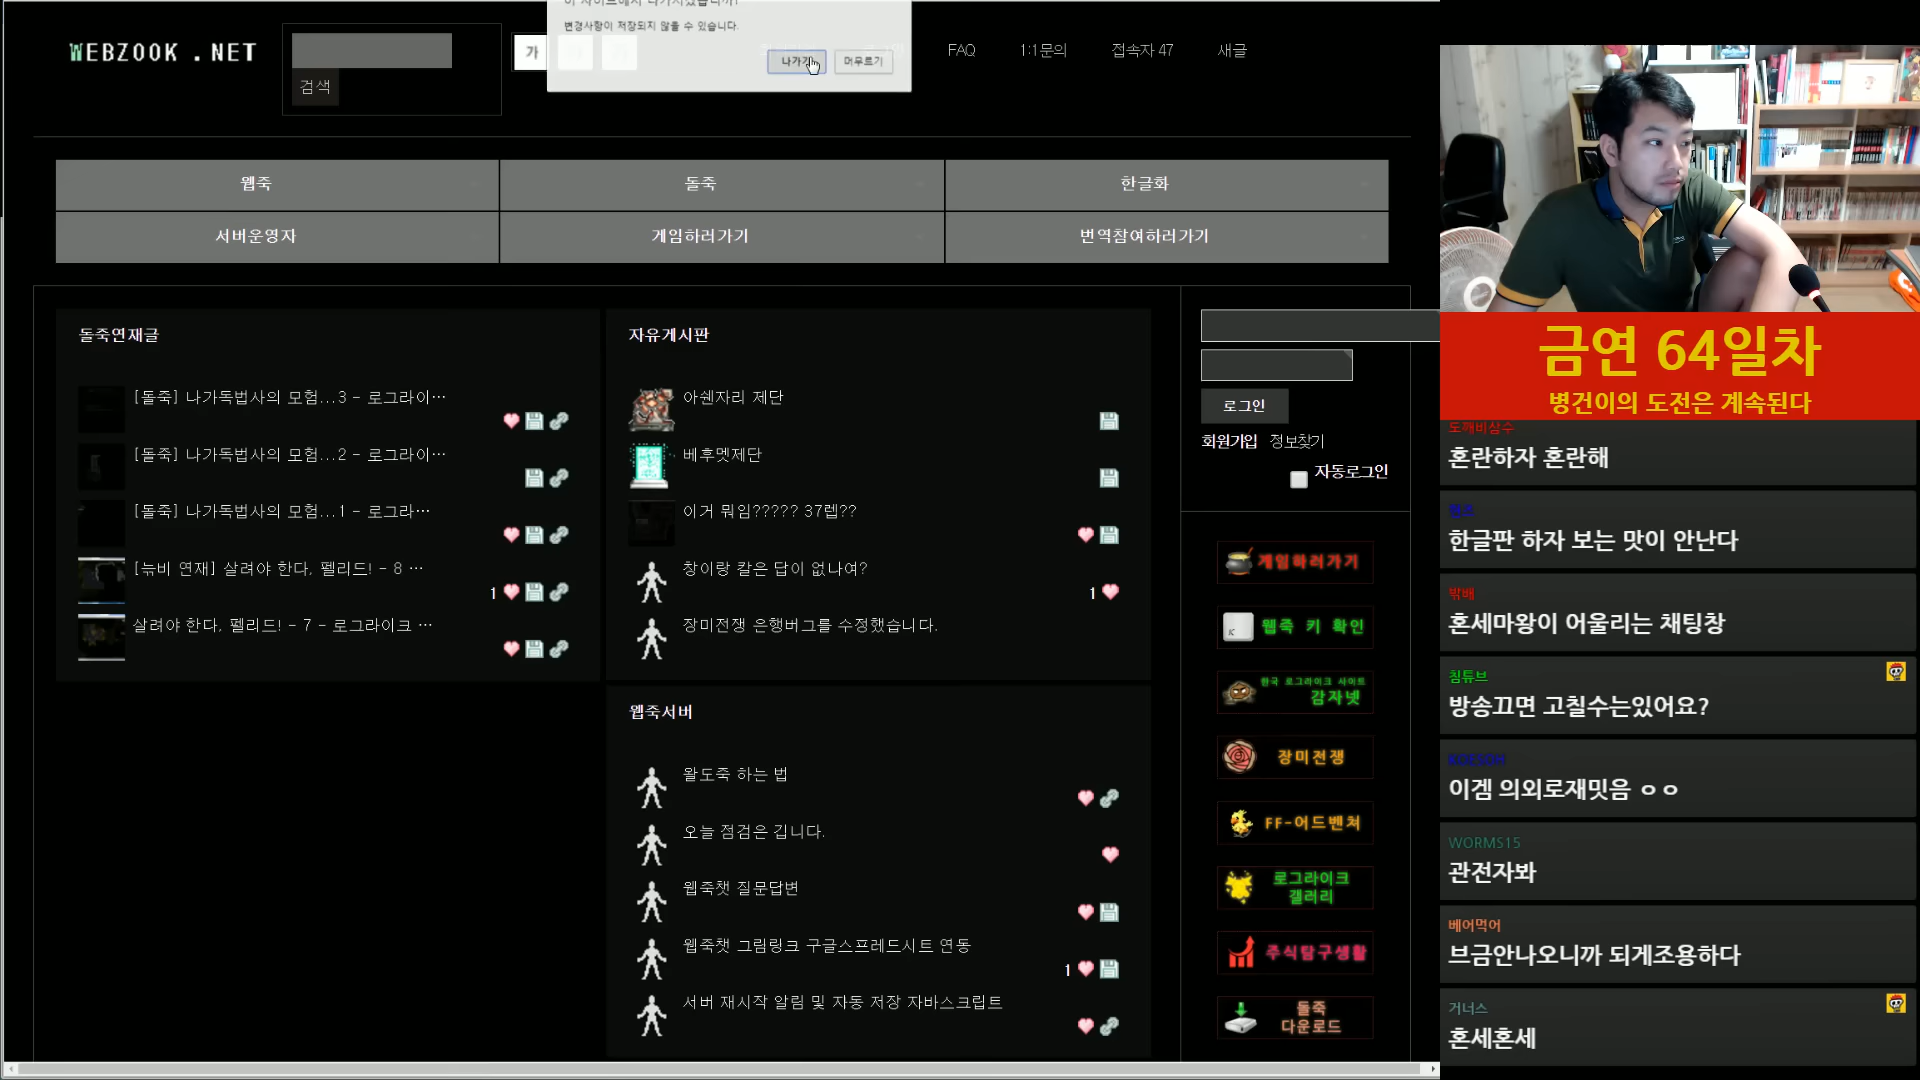 변경사항이 저장되지 않을 수 있습니다.
나가기
머무르기
WEBZOOK .NET
검색
가
FAQ
1:1문의
접속자 47
새글
웹죽
돌죽
한글화
서버운영자
게임하러가기
번역참여하러가기
돌죽연재글
[돌죽] 나가독법사의 모험...3 - 로그라이…
[돌죽] 나가독법사의 모험...2 - 로그라이…
[돌죽] 나가독법사의 모험...1 - 로그라…
[뉴비 연재] 살려야 한다, 펠리드! - 8 …
1
살려야 한다, 펠리드! - 7 - 로그라이크 …
자유게시판
아쉔자리 제단
베후멧제단
이거 뭐임????? 37렙??
창이랑 칼은 답이 없나여?
1
장미전쟁 은행버그를 수정했습니다.
웹죽서버
왈도죽 하는 법
오늘 점검은 깁니다.
웹죽챗 질문답변
웹죽챗 그림링크 구글스프레드시트 연동
1
서버 재시작 알림 및 자동 저장 자바스크립트
로그인
회원가입
정보찾기
자동로그인
게임하러가기
K
웹죽 키 확인
한국 로그라이크 사이트
감자넷
장미전쟁
FF-어드벤쳐
로그라이크
갤러리
주식탐구생활
돌죽
다운로드
금연 64일차
병건이의 도전은 계속된다
도깨비삼수
혼란하자 혼란해
한글판 하자 보는 맛이 안난다
밖배
혼세마왕이 어울리는 채팅창
침튜브
방송끄면 고칠수는있어요?
이겜 의외로재밋음 ㅇㅇ
WORMS15
관전자봐
베어먹어
브금안나오니까 되게조용하다
거너스
혼세혼세